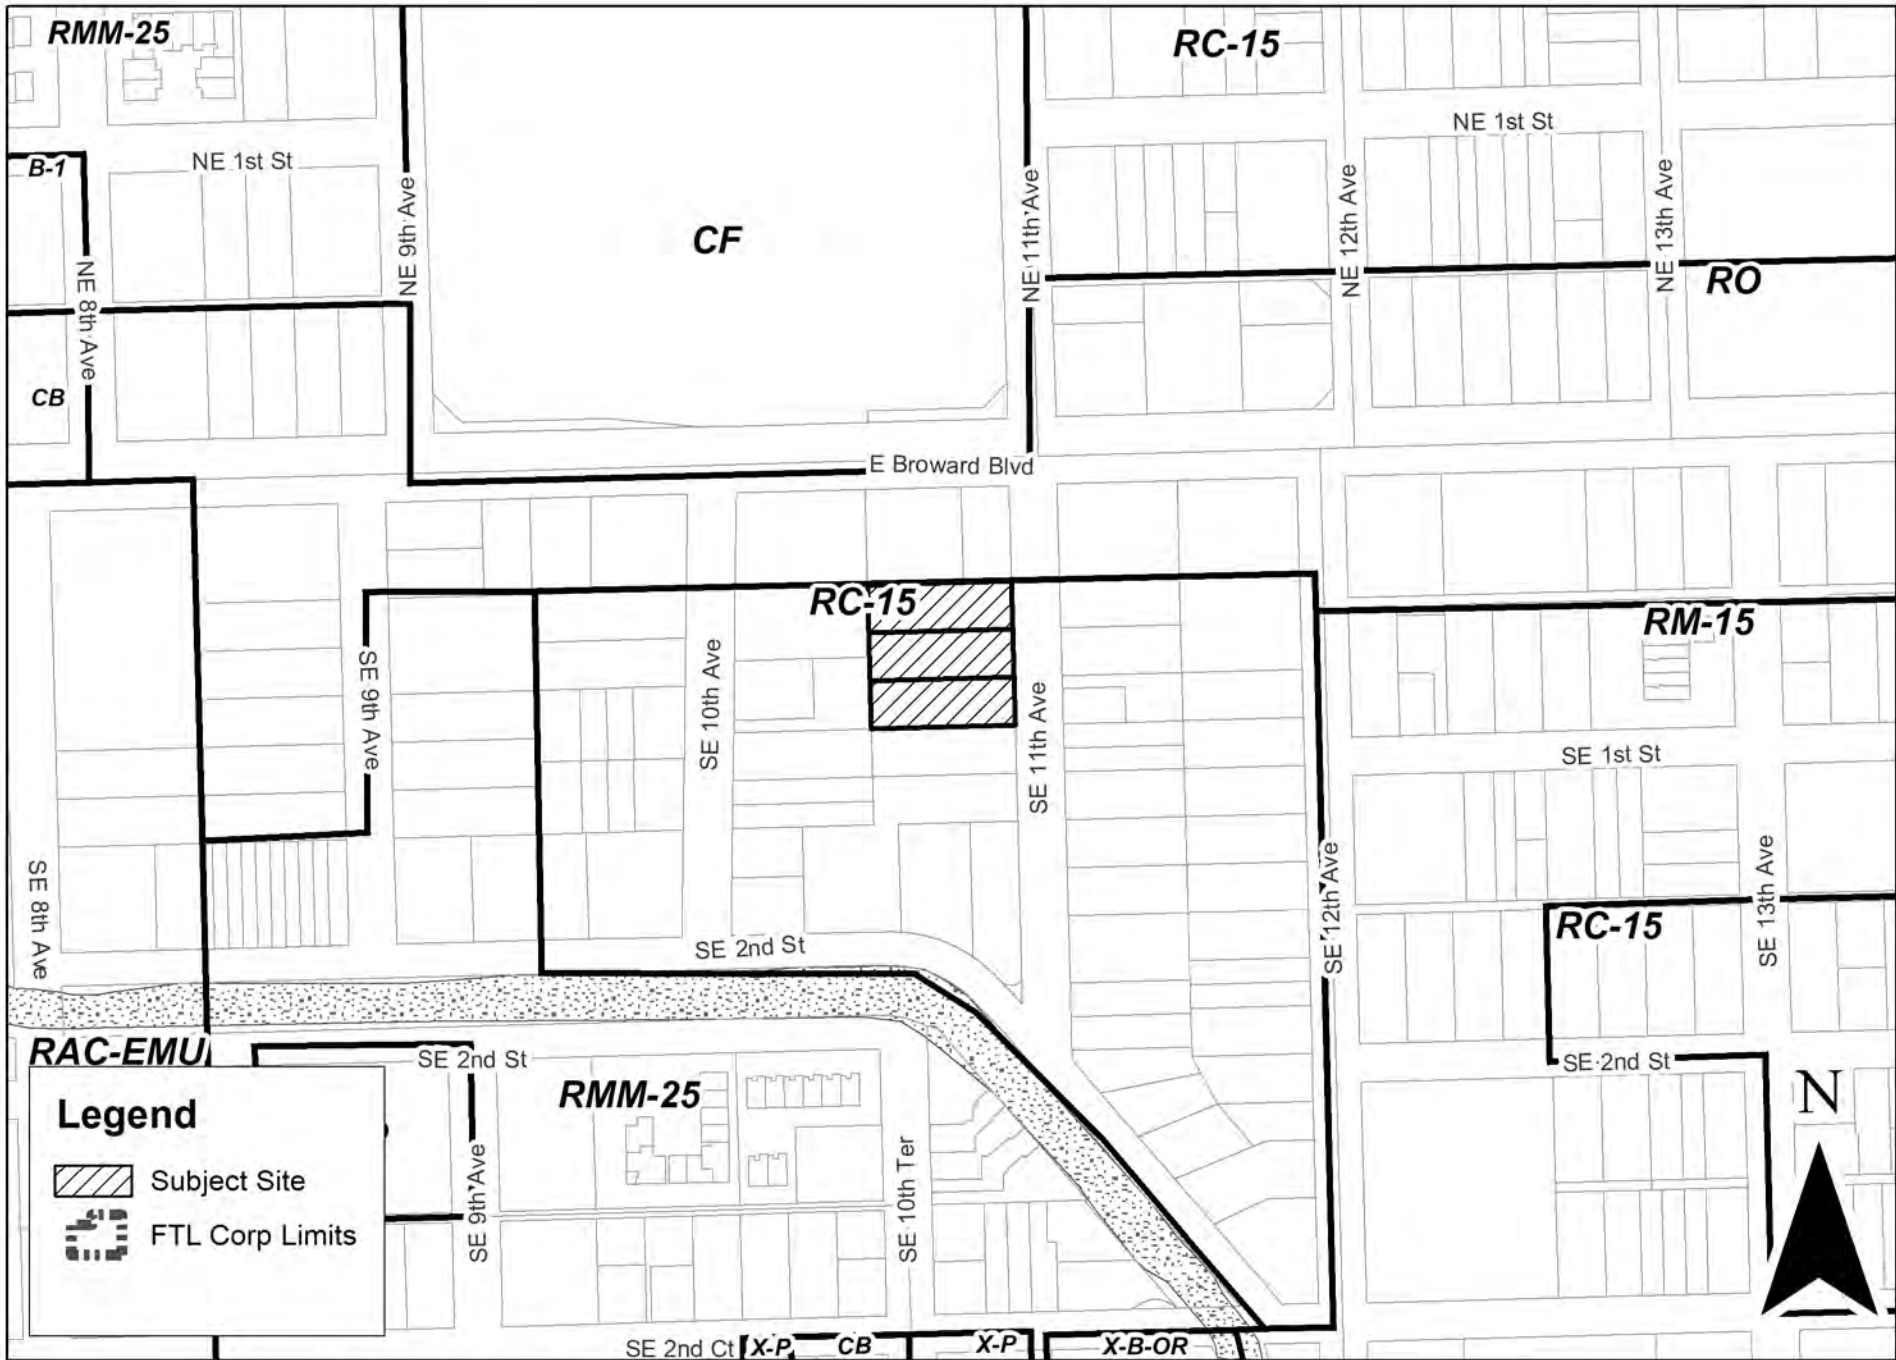 RMM-25
RC-15
NE 1st St
NE 1st St
B-1
NE 9th Ave
NE 11th Ave
NE 12th Ave
NE 13th Ave
CF
RO
NE 8th Ave
CB
E Broward Blvd
RC-15
RM-15
SE 9th Ave
SE 10th Ave
SE 11th Ave
SE 1st St
SE 8th Ave
SE 12th Ave
SE 13th Ave
RC-15
SE 2nd St
RAC-EMU
SE 2nd St
SE 2nd St
RMM-25
N
Legend
Subject Site
FTL Corp Limits
SE 9th Ave
SE 10th Ter
SE 2nd Ct
X-P
CB
X-P
X-B-OR